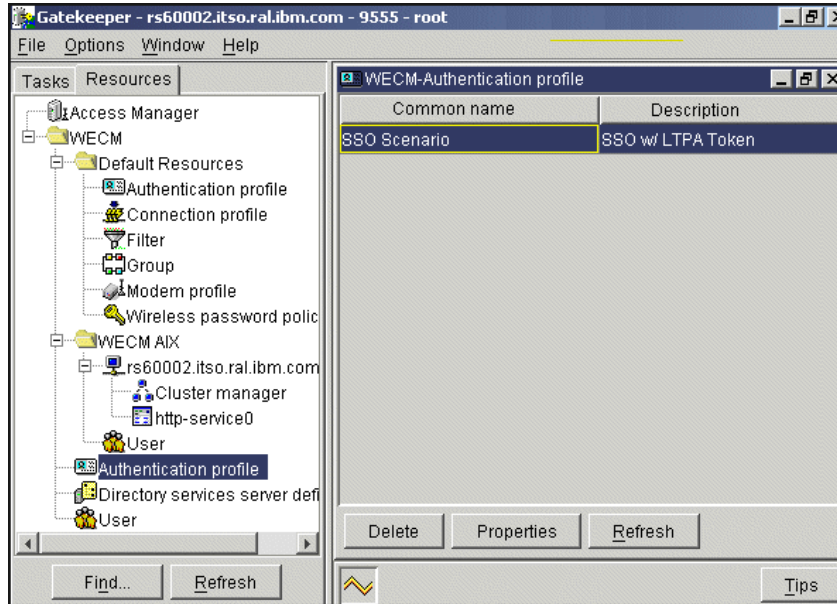 Gatekeeper - rs60002.itso.ral.ibm.com - 9555 - root
File Options Window Help
Tasks Resources
Access Manager
WECM
Default Resources
Authentication profile
Connection profile
Filter
Group
Modem profile
Wireless password polic
WECM AIX
rs60002.itso.ral.ibm.com
Cluster manager
http-service0
User
Authentication profile
Directory services server defi
User
Find... Refresh
WECM-Authentication profile
Common name Description
SSO Scenario SSO w/ LTPA Token
Delete Properties Refresh
Tips